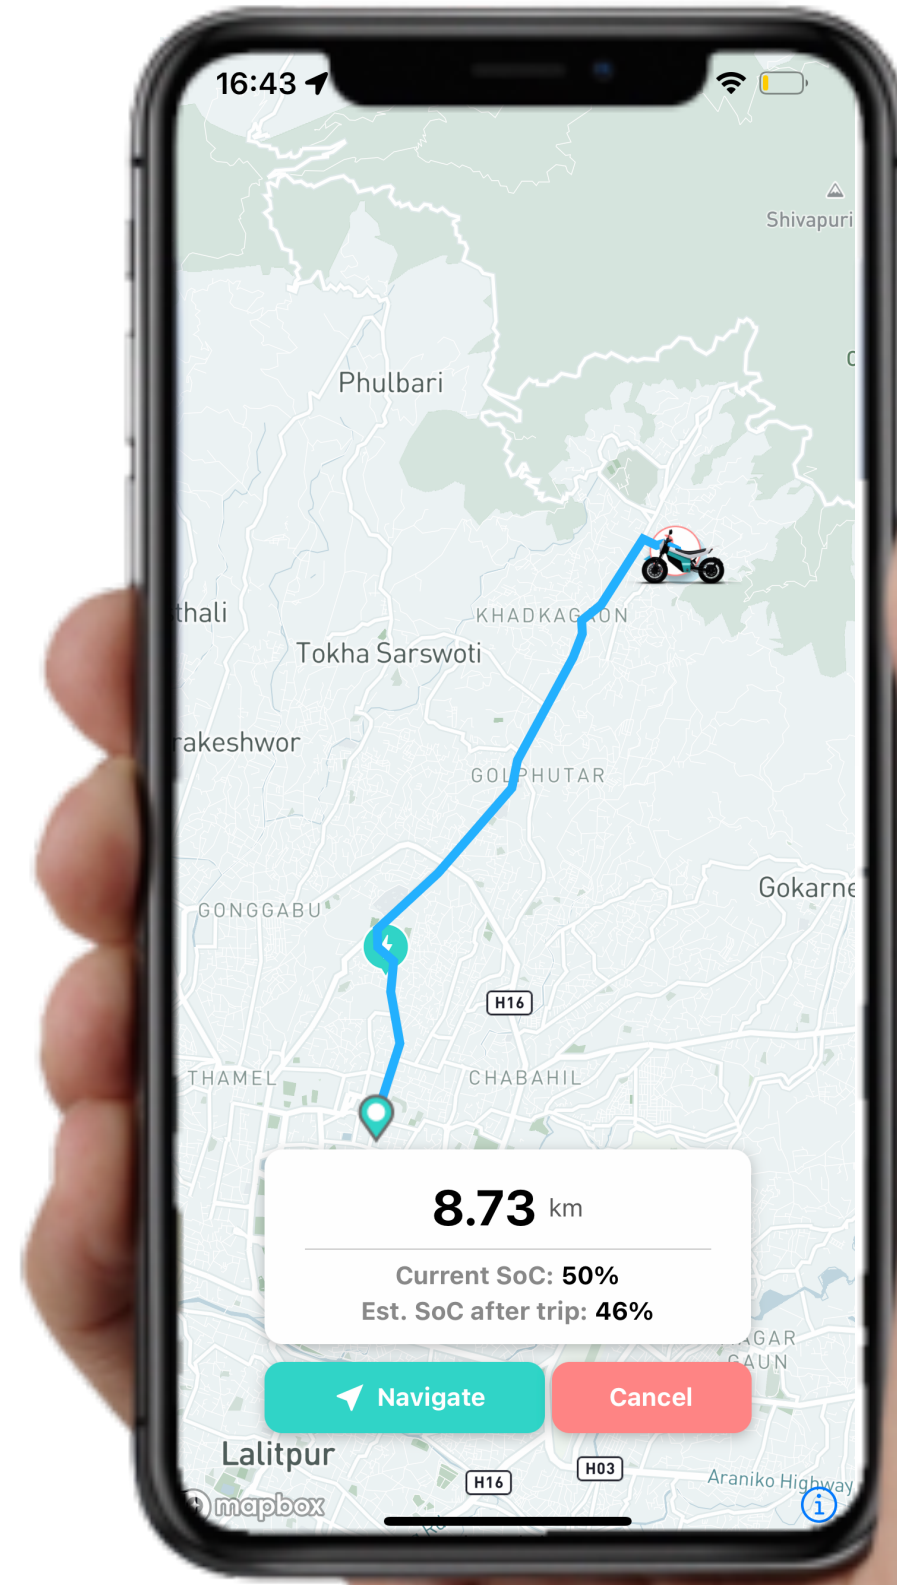 16:43
Shivapuri
Phulbari
KHADKAGAON
thali
Tokha Sarswoti
rakeshwor
GOLPHUTAR
Gokarne
GONGGABU
H16
THAMEL
CHABAHIL
8.73 km
Current SoC: 50%
Est. SoC after trip: 46%
AGAR
GAUN
Navigate
Cancel
Lalitpur
H16
H03
Araniko Highway
mapbox